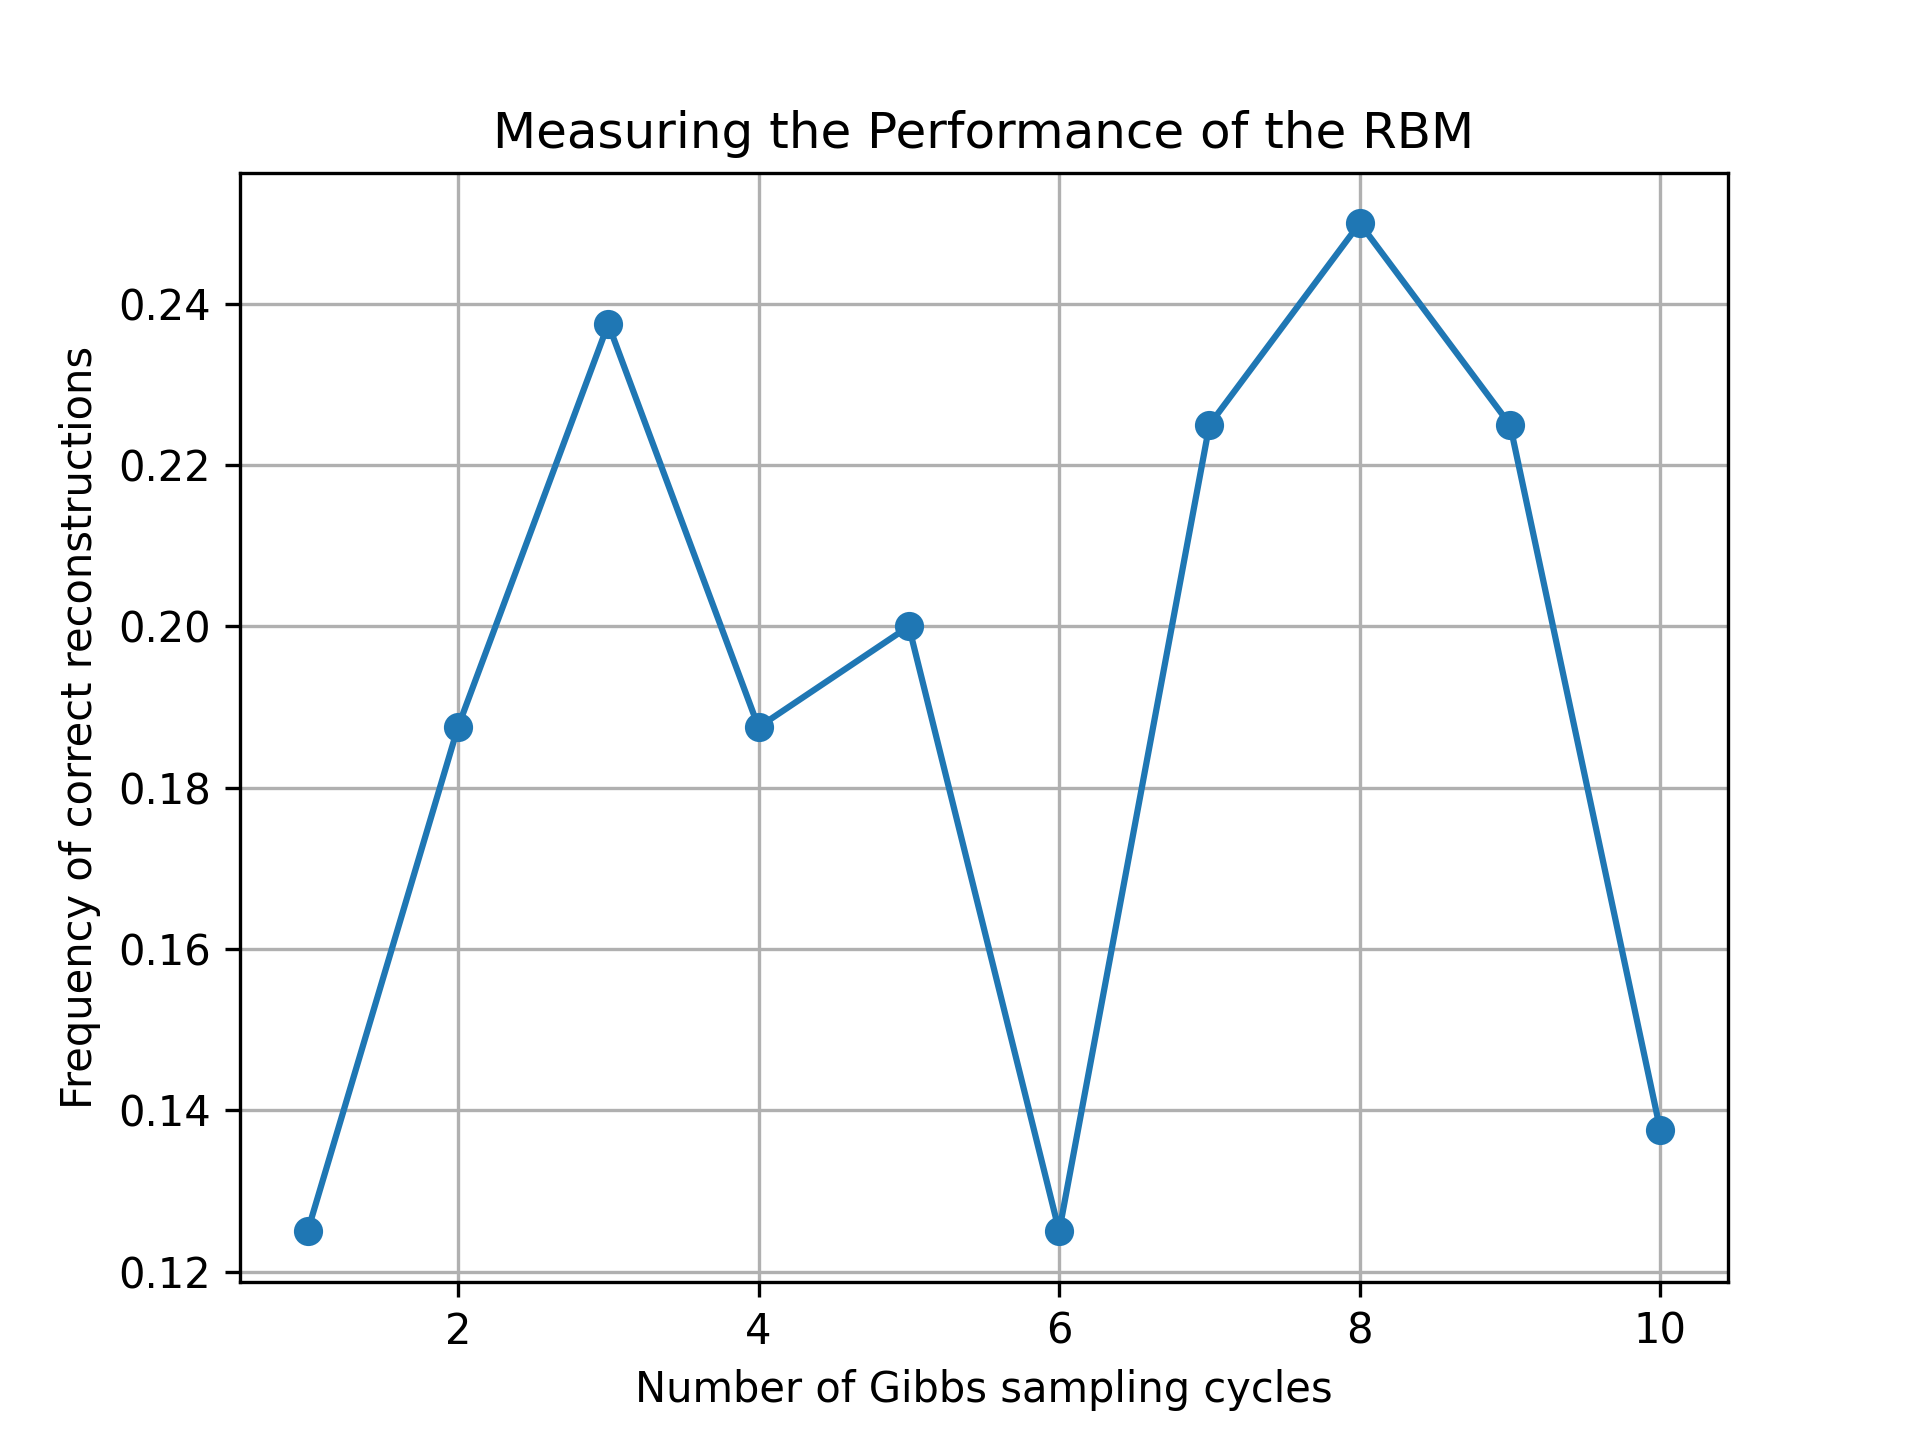 Measuring the Performance of the RBM
Frequency of correct reconstructions
0.24
0.22
0.20
0.18
0.16
0.14
0.12
2 4 6 8 10
Number of Gibbs sampling cycles